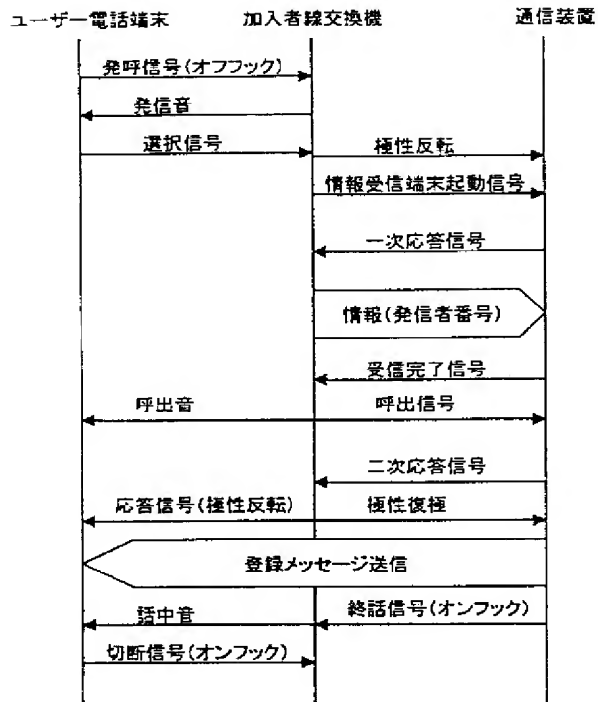 ユーザー電話端末 加入者線交換機 通信装置
発呼信号(オフフック)
発信音
選択信号 極性反転
情報受信端末起動信号
一次応答信号
情報(発信者番号)
受信完了信号
呼出音 呼出信号
二次応答信号
応答信号(極性反転) 極性復極
登録メッセージ送信
話中音 終話信号(オンフック)
切断信号(オンフック)